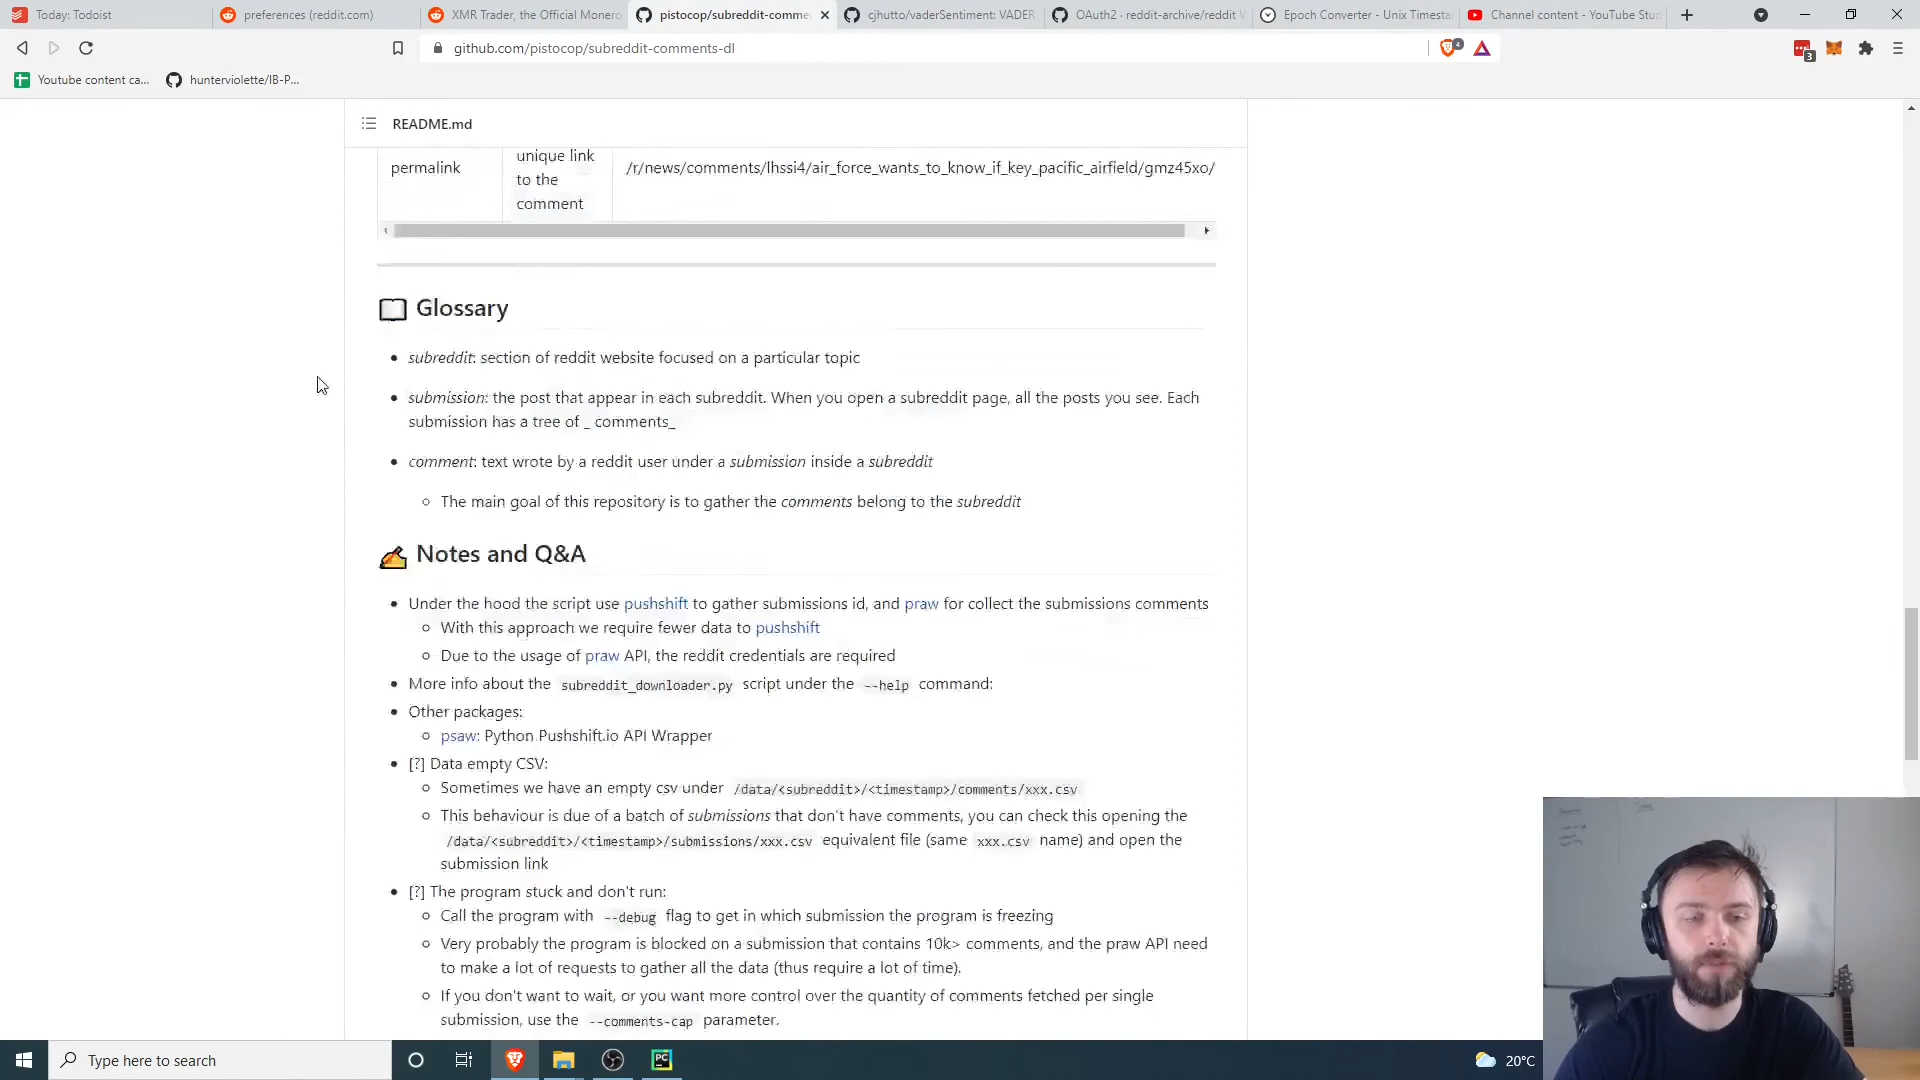 Today: Todoist
preferences (reddit.com)
XMR Trader, the Official Monero
pistocop/subreddit-comme
cjhutto/vaderSentiment: VADER
OAuth2 · reddit-archive/reddit W
Epoch Converter - Unix Timesta
Channel content - YouTube Stu
github.com/pistocop/subreddit-comments-dl
4
3
Youtube content ca...
hunterviolette/IB-P...
README.md
permalink
unique link
to the
comment
/r/news/comments/lhssi4/air_force_wants_to_know_if_key_pacific_airfield/gmz45xo/
Glossary
subreddit: section of reddit website focused on a particular topic
submission: the post that appear in each subreddit. When you open a subreddit page, all the posts you see. Each
submission has a tree of _ comments_
comment: text wrote by a reddit user under a submission inside a subreddit
The main goal of this repository is to gather the comments belong to the subreddit
Notes and Q&A
Under the hood the script use pushshift to gather submissions id, and praw for collect the submissions comments
With this approach we require fewer data to pushshift
Due to the usage of praw API, the reddit credentials are required
More info about the subreddit_downloader.py script under the --help command:
Other packages:
psaw: Python Pushshift.io API Wrapper
[?] Data empty CSV:
Sometimes we have an empty csv under /data/<subreddit>/<timestamp>/comments/xxx.csv
This behaviour is due of a batch of submissions that don't have comments, you can check this opening the
/data/<subreddit>/<timestamp>/submissions/xxx.csv equivalent file (same xxx.csv name) and open the
submission link
[?] The program stuck and don't run:
Call the program with --debug flag to get in which submission the program is freezing
Very probably the program is blocked on a submission that contains 10k> comments, and the praw API need
to make a lot of requests to gather all the data (thus require a lot of time).
If you don't want to wait, or you want more control over the quantity of comments fetched per single
submission, use the --comments-cap parameter.
Type here to search
PC
20°C